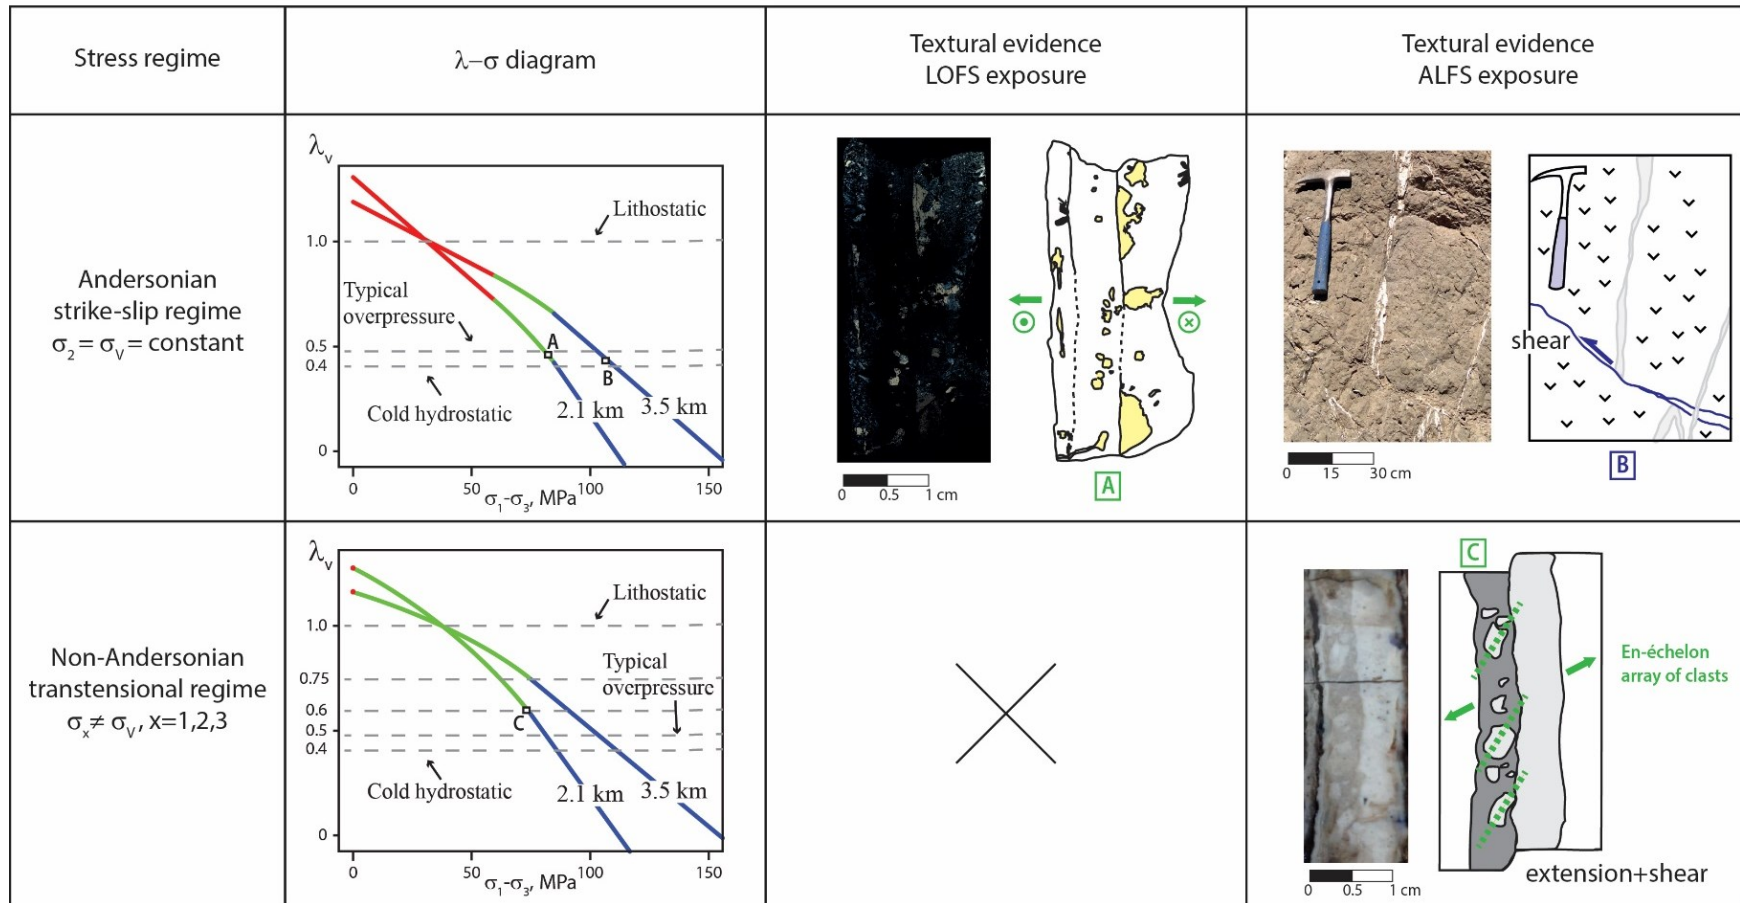 Stress regime
λ–σ diagram
Textural evidence
LOFS exposure
Textural evidence
ALFS exposure
Andersonian
strike-slip regime
σ₂ = σᵥ = constant
λᵥ
1.0
0.5
0.4
0
Lithostatic
Typical
overpressure
A
B
Cold hydrostatic
2.1 km
3.5 km
0
50
100
150
σ₁-σ₃, MPa
0
0.5
1 cm
A
shear
0
15
30 cm
B
Non-Andersonian
transtensional regime
σₓ ≠ σᵥ, x=1,2,3
λᵥ
1.0
0.75
0.6
0.5
0.4
0
Lithostatic
Typical
overpressure
C
Cold hydrostatic
2.1 km
3.5 km
0
50
100
150
σ₁-σ₃, MPa
C
En-échelon
array of clasts
0
0.5
1 cm
extension+shear